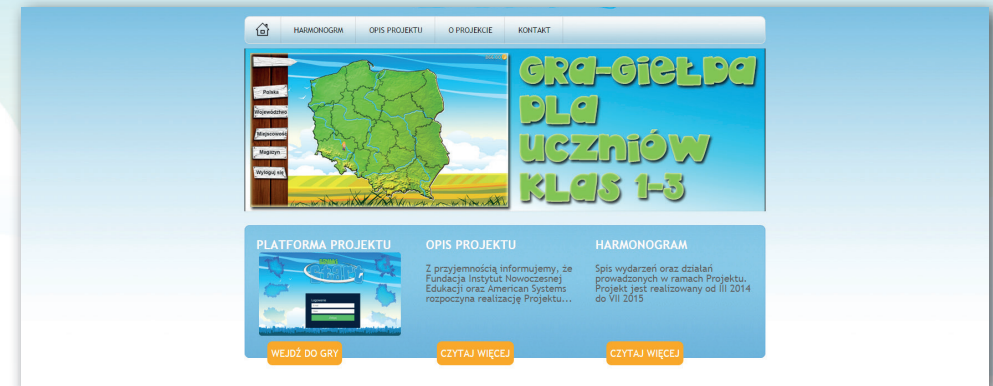 HARMONOGRM OPIS PROJEKTU O PROJEKCIE KONTAKT
Polska
Województwo
Miejscowość
Magazyn
Wyloguj się
GRA-GIEŁDA
DLA
UCZNIÓW
KLAS 1-3
PLATFORMA PROJEKTU
WEJDŹ DO GRY
OPIS PROJEKTU
Z przyjemnością informujemy, że
Fundacja Instytut Nowoczesnej
Edukacji oraz American Systems
rozpoczyna realizację Projektu...
CZYTAJ WIĘCEJ
HARMONOGRAM
Spis wydarzeń oraz działań
prowadzonych w ramach Projektu.
Projekt jest realizowany od III 2014
do VII 2015
CZYTAJ WIĘCEJ